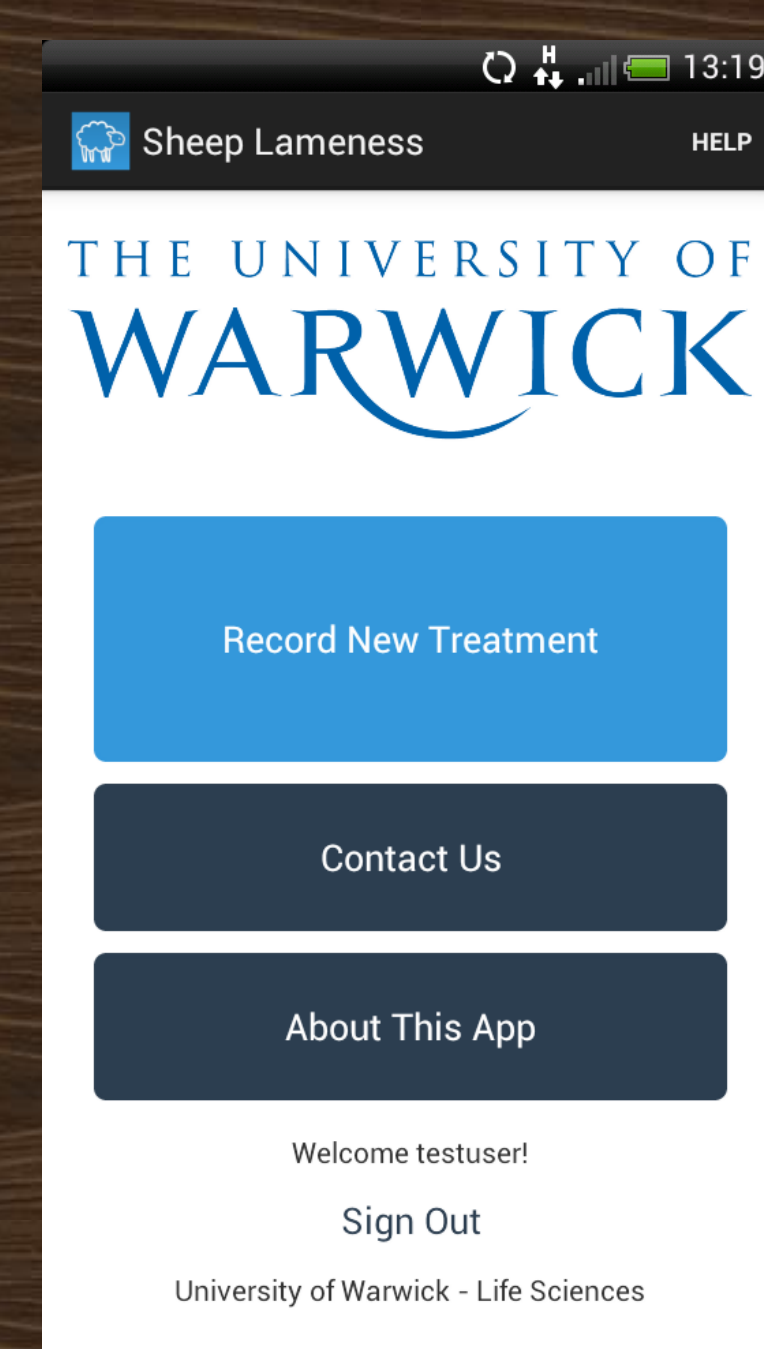 H 13:19
Sheep Lameness HELP
THE UNIVERSITY OF
WARWICK
Record New Treatment
Contact Us
About This App
Welcome testuser!
Sign Out
University of Warwick - Life Sciences